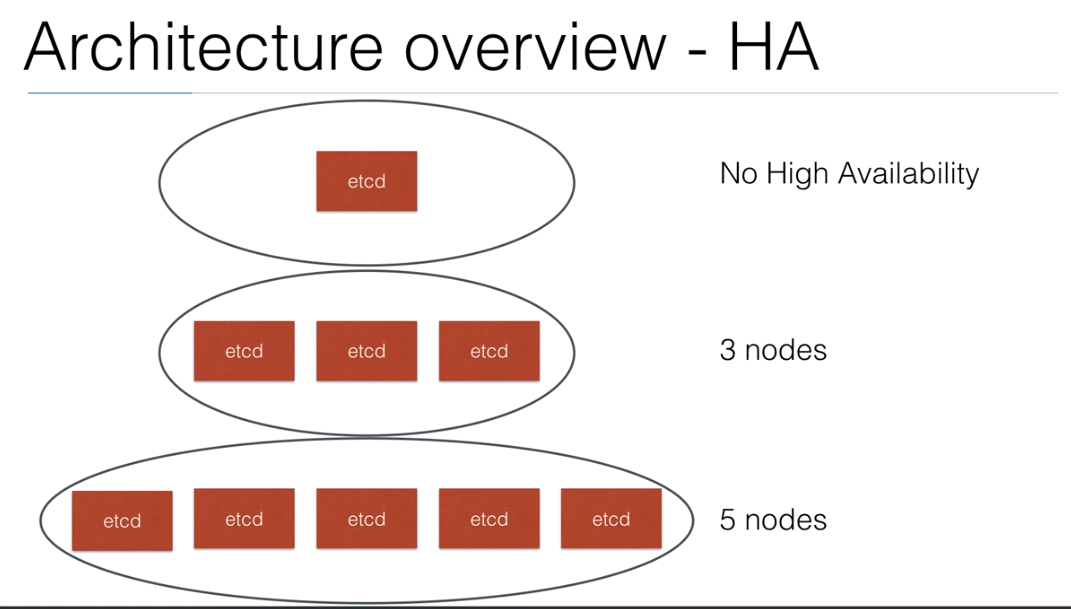 Architecture overview - HA
etcd
No High Availability
etcd etcd etcd
3 nodes
etcd etcd etcd etcd etcd
5 nodes